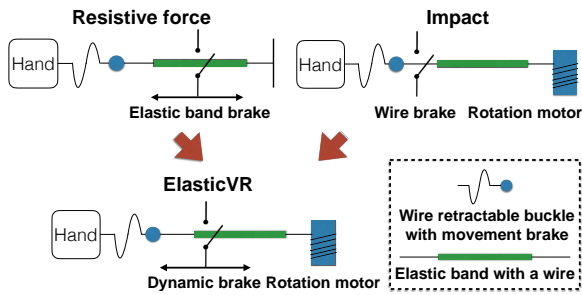 Resistive force
Impact
Hand
Hand
Elastic band brake
Wire brake
Rotation motor
ElasticVR
Hand
Dynamic brake
Rotation motor
Wire retractable buckle
with movement brake
Elastic band with a wire